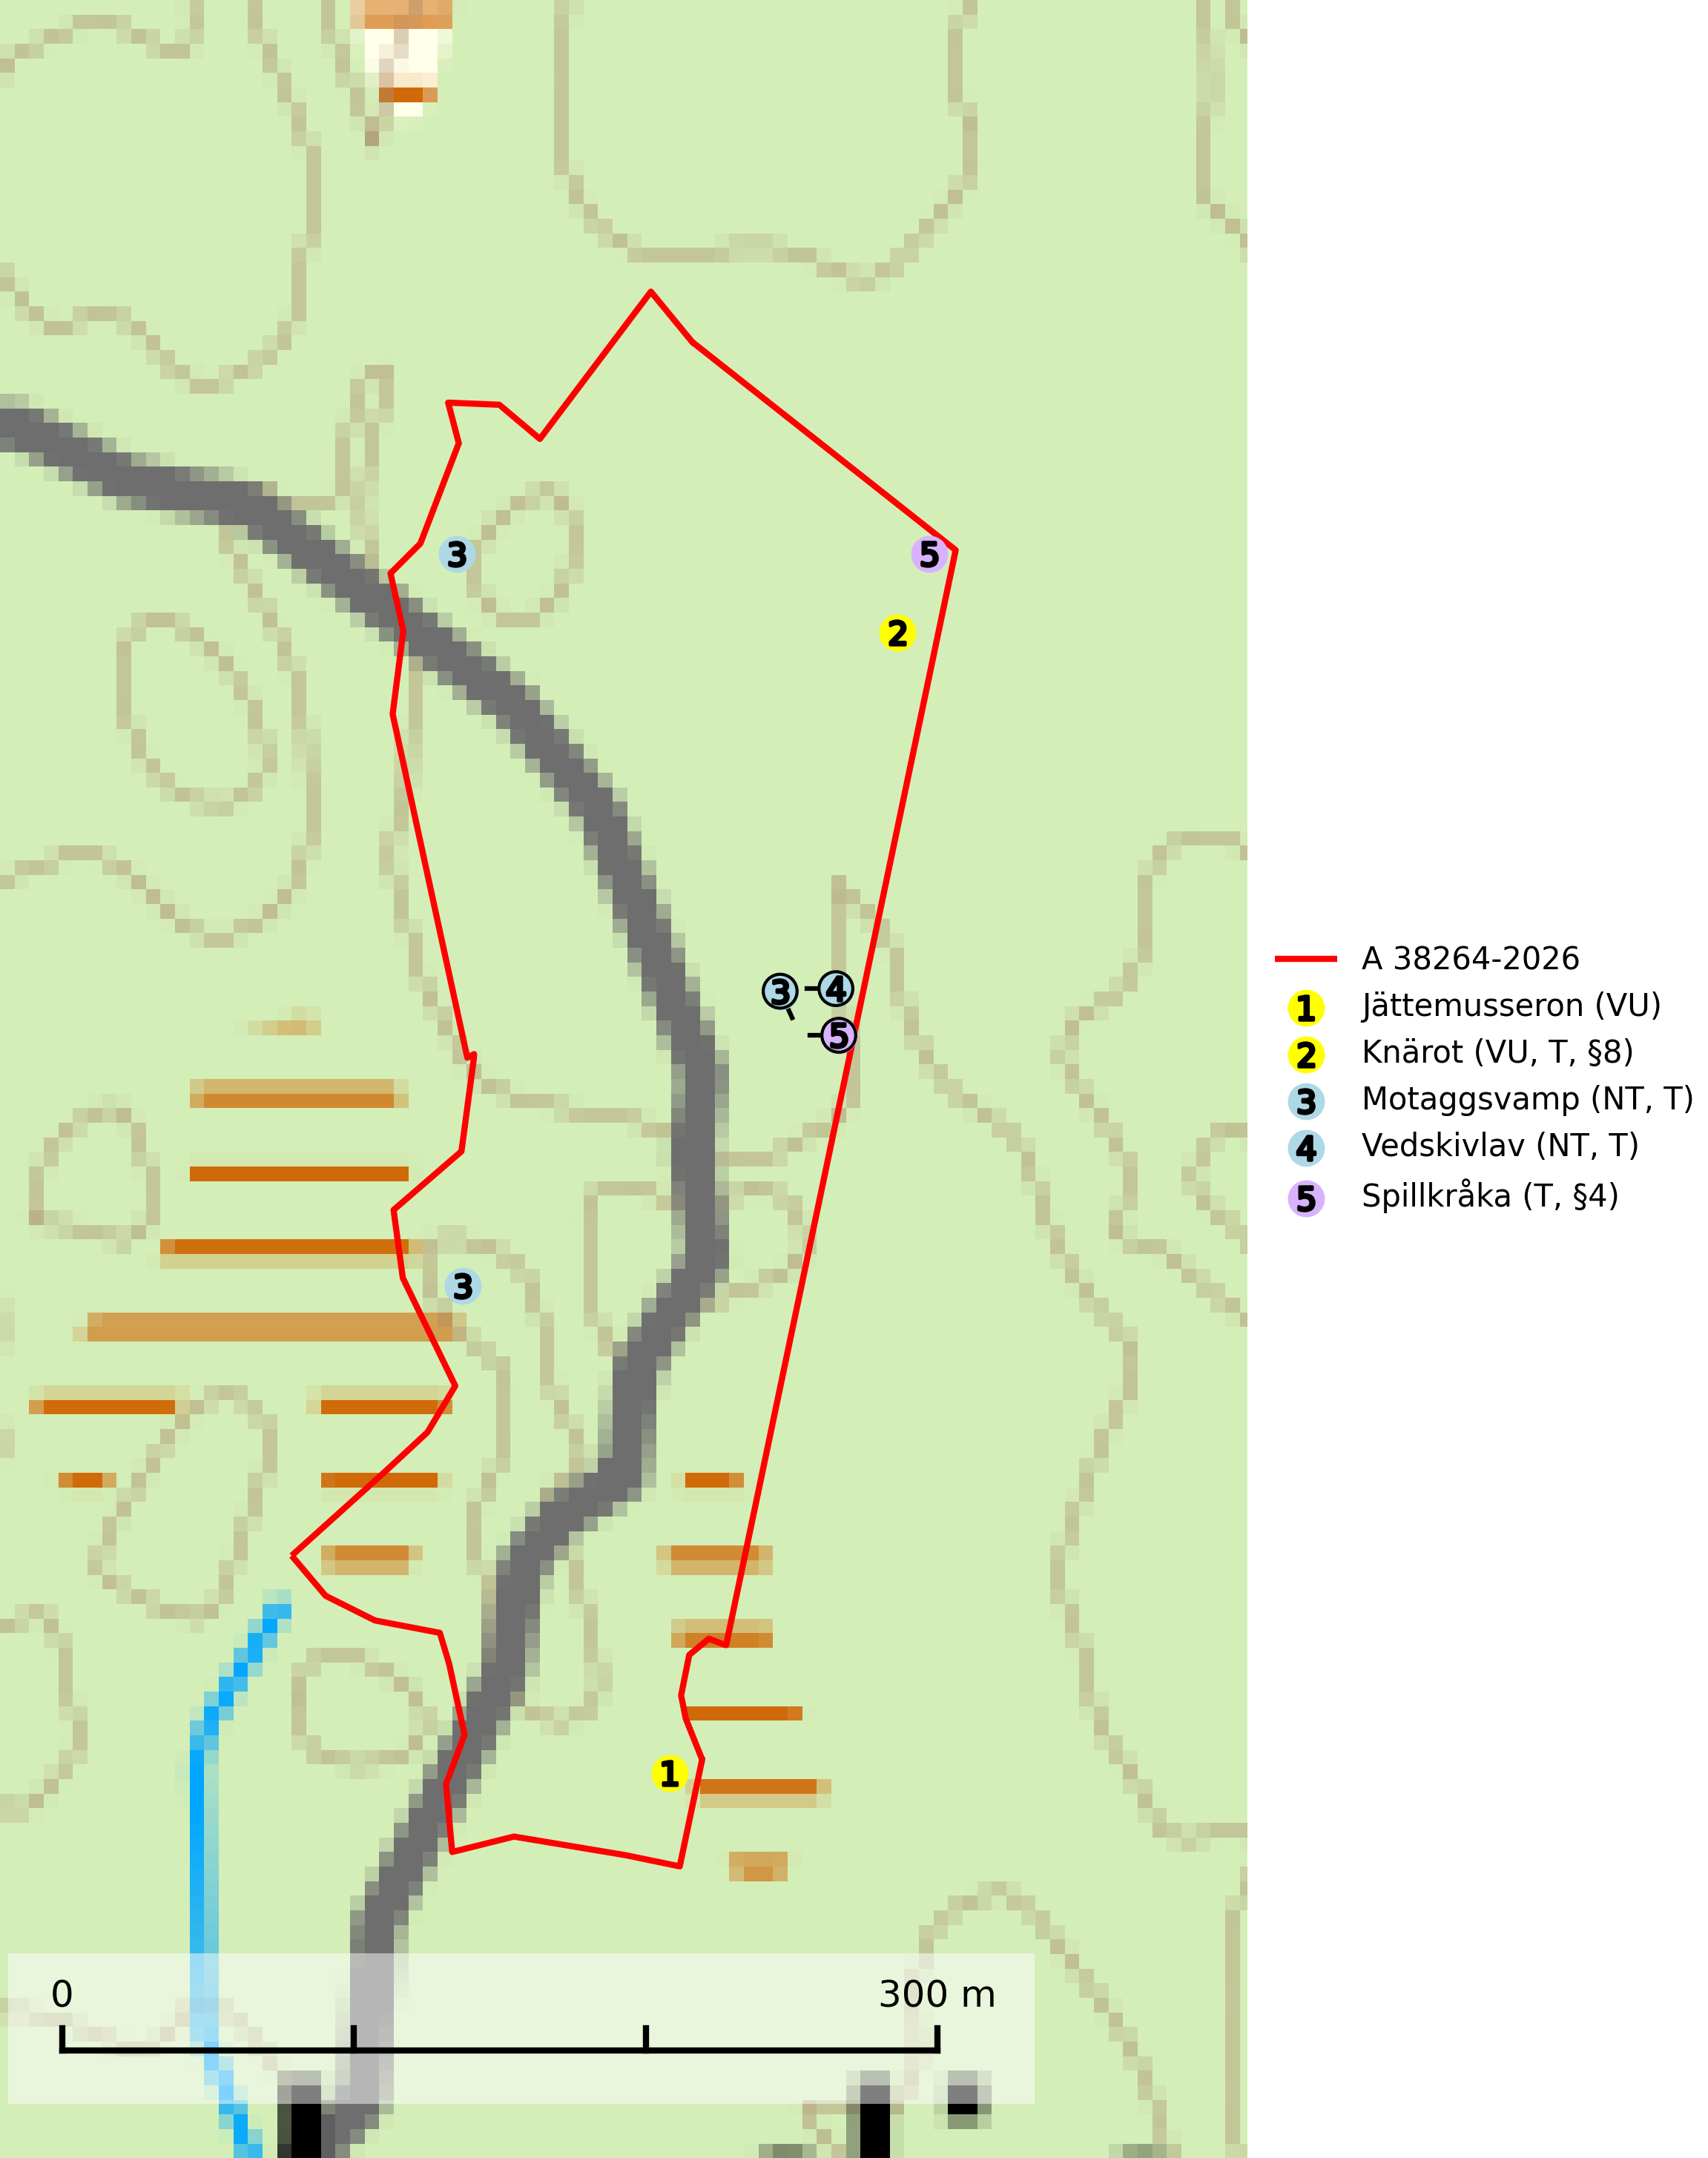 3
5
2
3 4
5
3
1
0 300 m
A 38264-2026
1 Jättemusseron (VU)
2 Knärot (VU, T, §8)
3 Motaggsvamp (NT, T)
4 Vedskivlav (NT, T)
5 Spillkråka (T, §4)